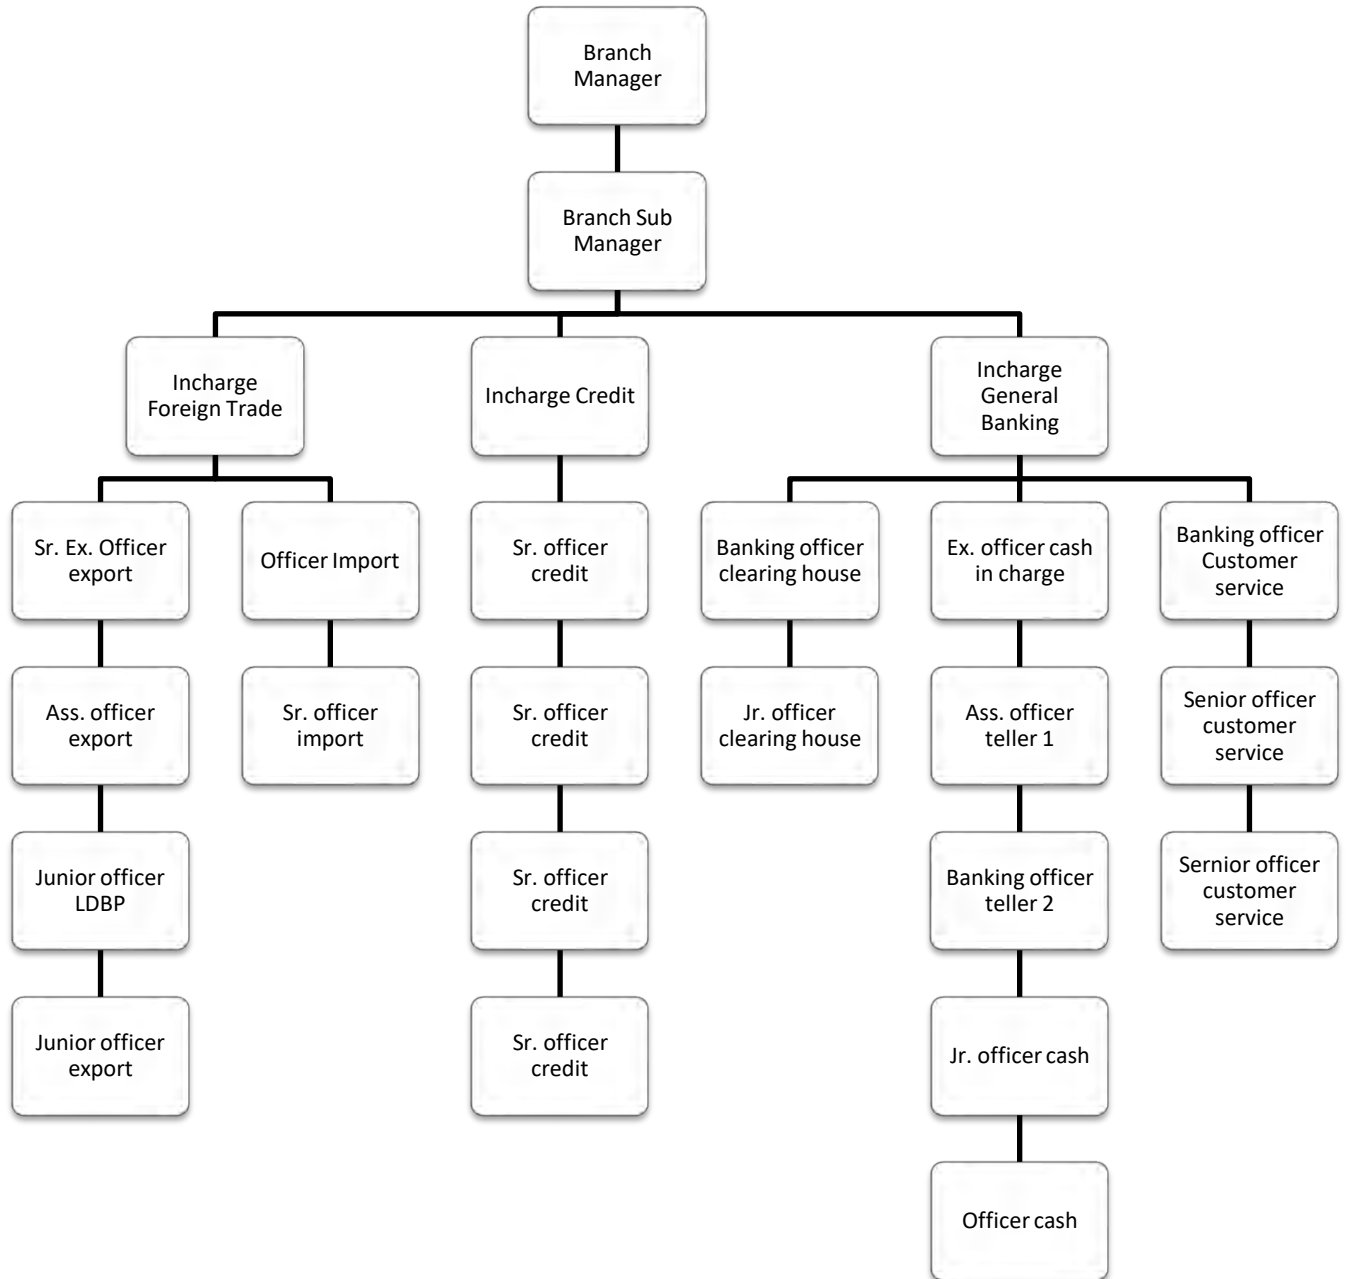 Branch
Manager
Branch Sub
Manager
Incharge
Foreign Trade
Incharge Credit
Incharge
General
Banking
Sr. Ex. Officer
export
Officer Import
Sr. officer
credit
Banking officer
clearing house
Ex. officer cash
in charge
Banking officer
Customer
service
Ass. officer
export
Sr. officer
import
Sr. officer
credit
Jr. officer
clearing house
Ass. officer
teller 1
Senior officer
customer
service
Junior officer
LDBP
Sr. officer
credit
Banking officer
teller 2
Sernior officer
customer
service
Junior officer
export
Sr. officer
credit
Jr. officer cash
Officer cash